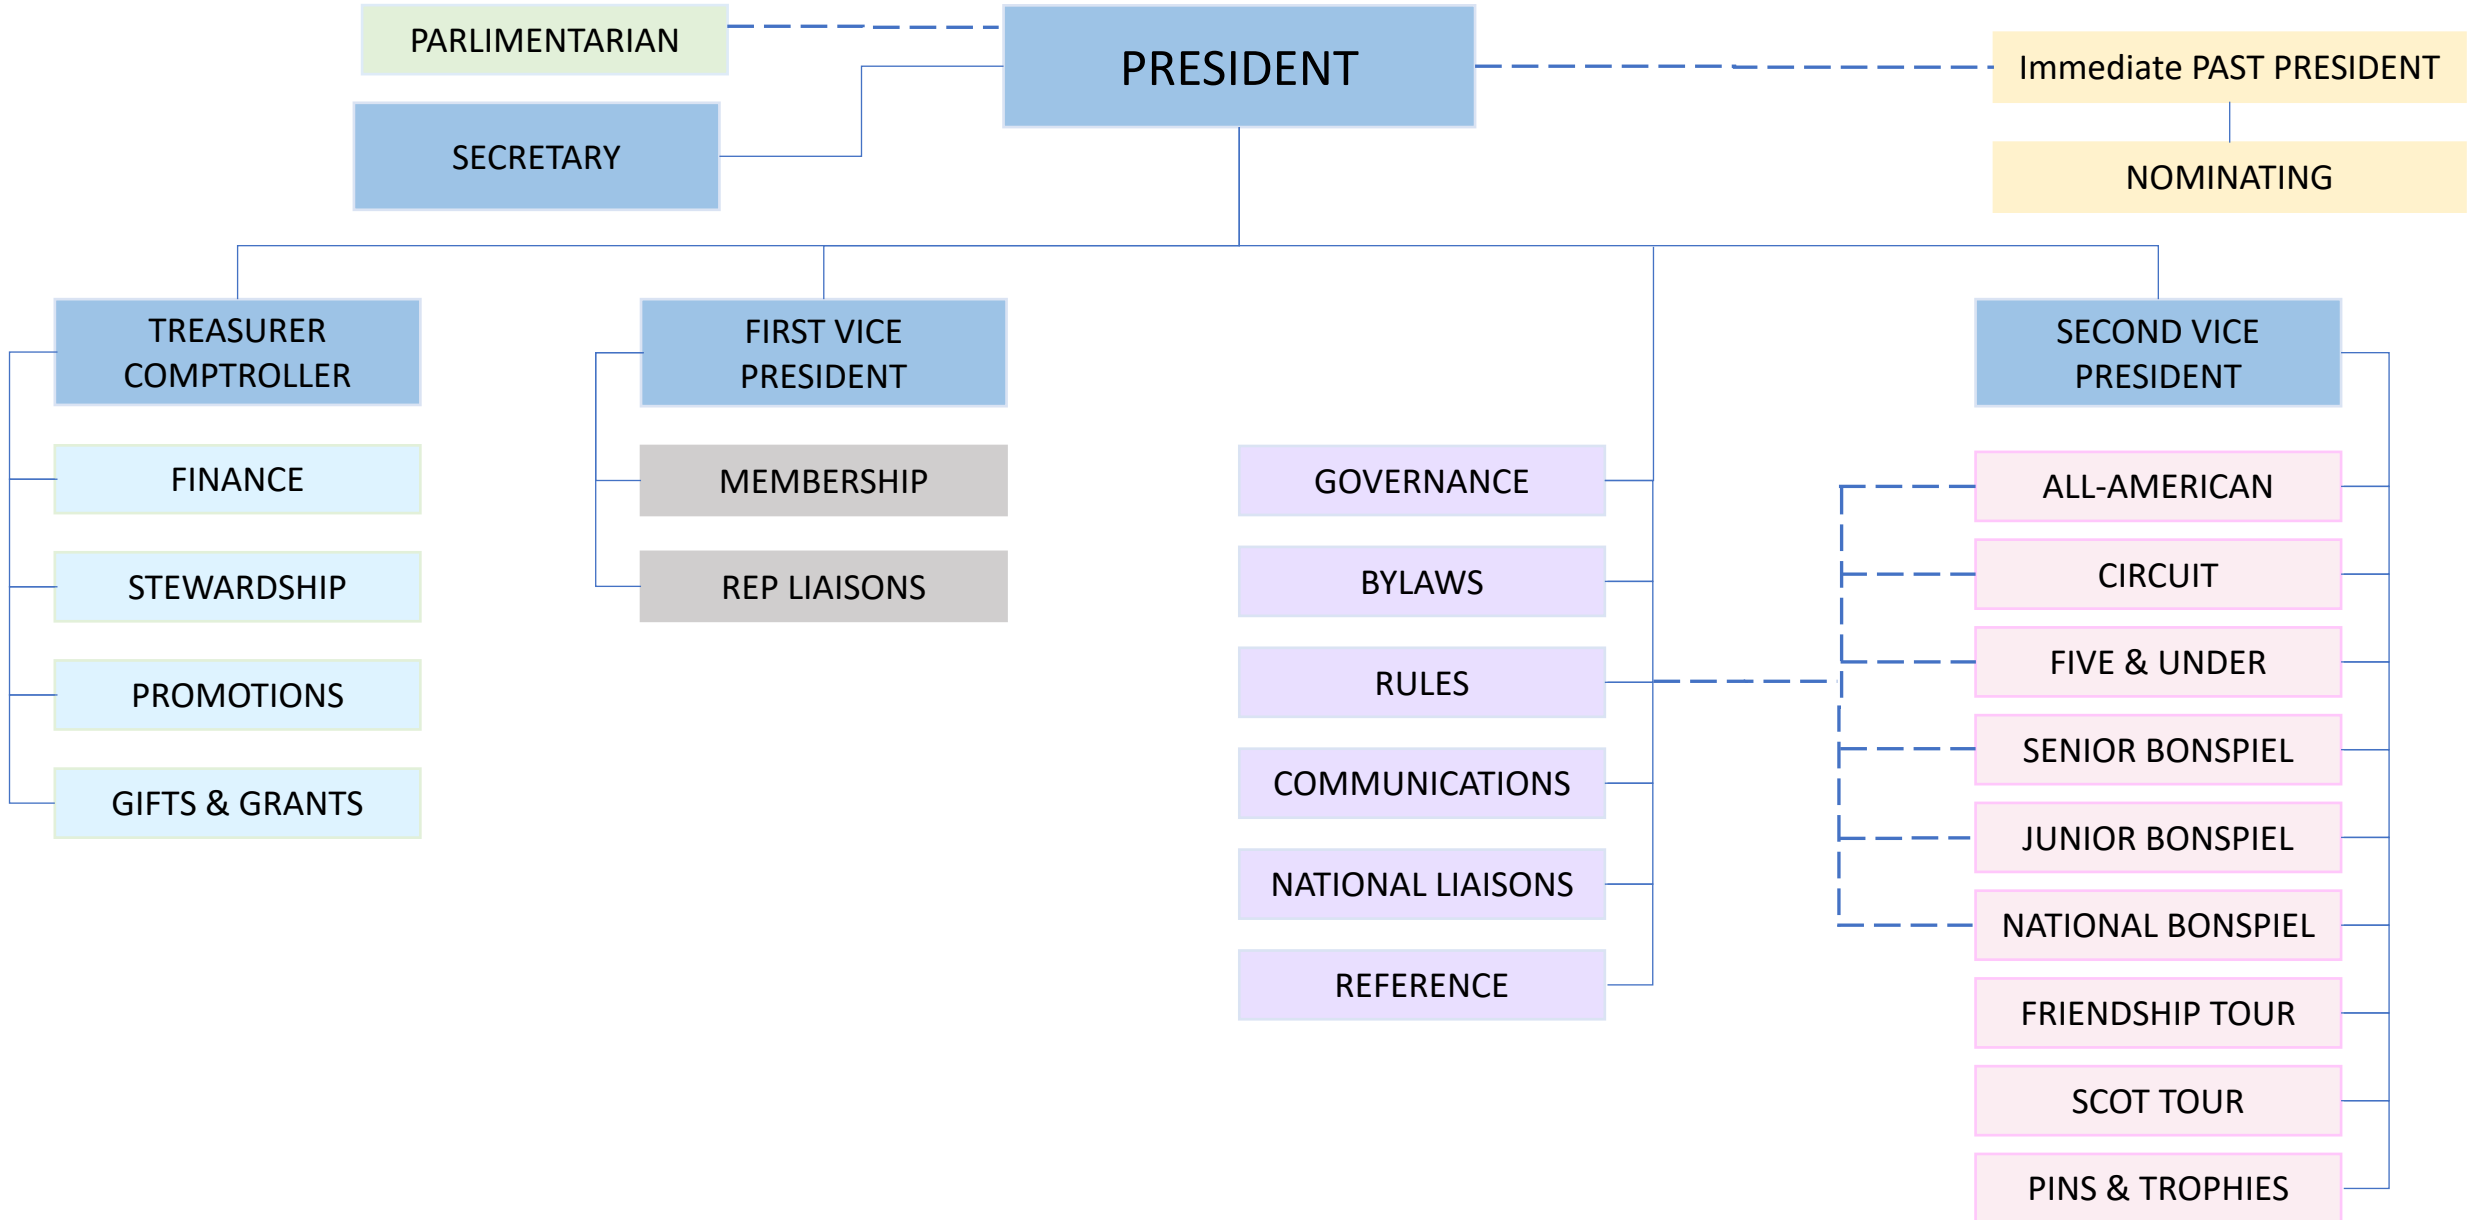 PARLIMENTARIAN
PRESIDENT
Immediate PAST PRESIDENT
SECRETARY
NOMINATING
TREASURER
COMPTROLLER
FINANCE
STEWARDSHIP
PROMOTIONS
GIFTS & GRANTS
FIRST VICE
PRESIDENT
MEMBERSHIP
REP LIAISONS
GOVERNANCE
BYLAWS
RULES
COMMUNICATIONS
NATIONAL LIAISONS
REFERENCE
SECOND VICE
PRESIDENT
ALL-AMERICAN
CIRCUIT
FIVE & UNDER
SENIOR BONSPIEL
JUNIOR BONSPIEL
NATIONAL BONSPIEL
FRIENDSHIP TOUR
SCOT TOUR
PINS & TROPHIES